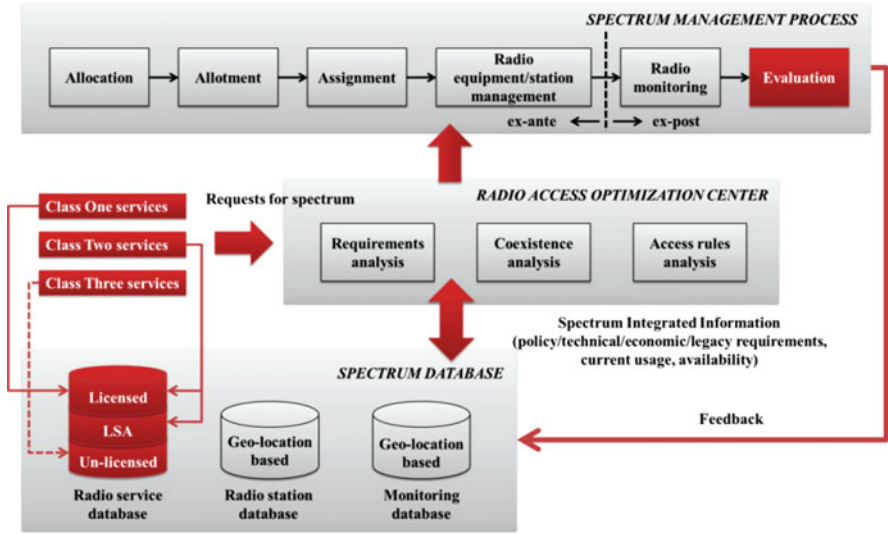 SPECTRUM MANAGEMENT PROCESS
Allocation
Allotment
Assignment
Radio
equipment/station
management
Radio
monitoring
Evaluation
ex-ante
ex-post
Class One services
Class Two services
Class Three services
Requests for spectrum
RADIO ACCESS OPTIMIZATION CENTER
Requirements
analysis
Coexistence
analysis
Access rules
analysis
Spectrum Integrated Information
(policy/technical/economic/legacy requirements,
current usage, availability)
SPECTRUM DATABASE
Licensed
LSA
Un-licensed
Radio service
database
Geo-location
based
Radio station
database
Geo-location
based
Monitoring
database
Feedback